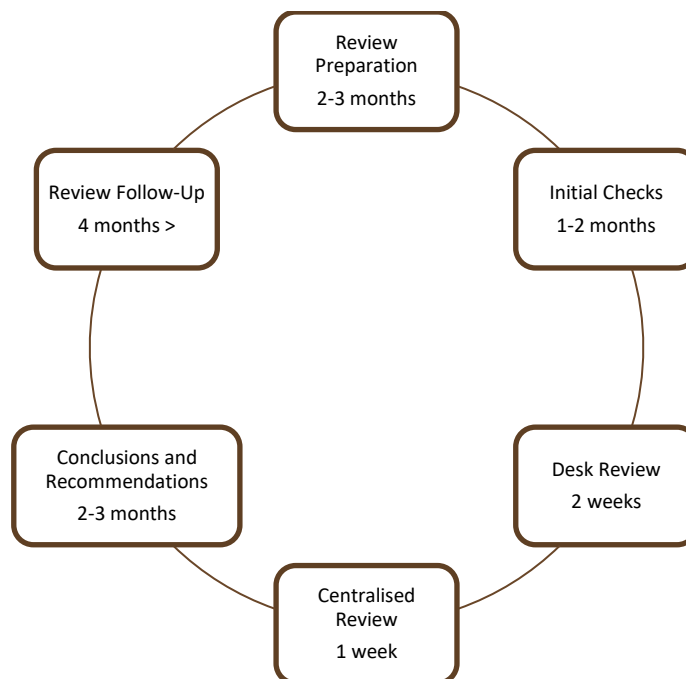 Review
Preparation
2-3 months
Initial Checks
1-2 months
Desk Review
2 weeks
Centralised
Review
1 week
Conclusions and
Recommendations
2-3 months
Review Follow-Up
4 months >